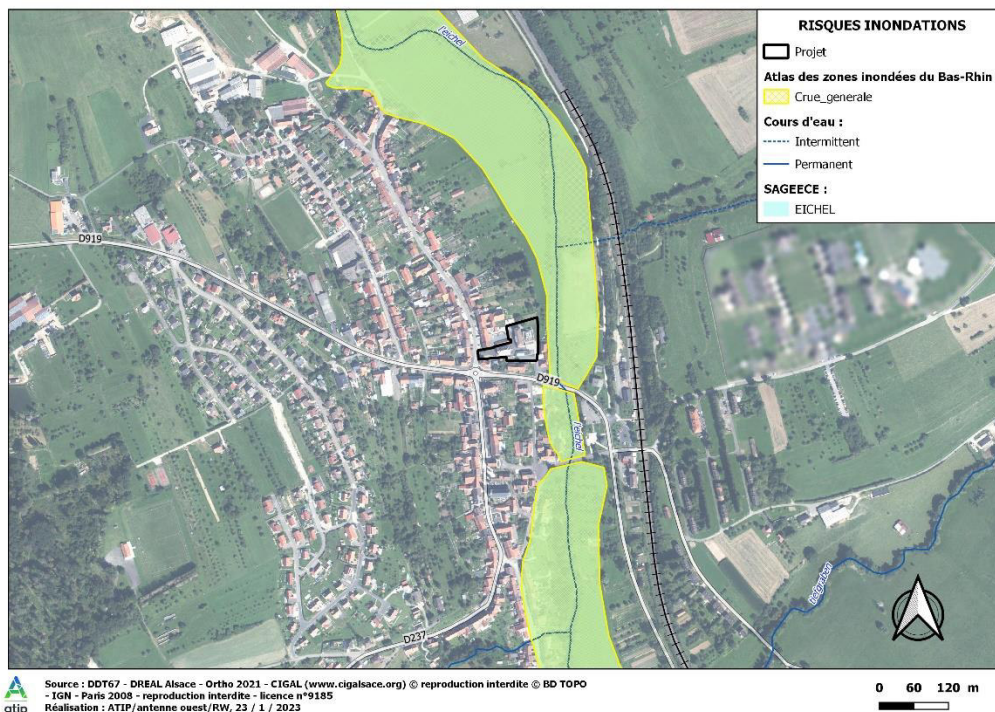 RISQUES INONDATIONS
Projet
Atlas des zones inondées du Bas-Rhin
Crue_generale
Cours d'eau :
Intermittent
Permanent
SAGEECE :
EICHEL
l'eichel
D919
D919
l'eichel
tiefgraben
D237
atip
Source : DDT67 - DREAL Alsace - Ortho 2021 - CIGAL (www.cigalsace.org) © reproduction interdite © BD TOPO
- IGN - Paris 2008 - reproduction interdite - licence n°9185
Réalisation : ATIP/antenne ouest/RW, 23 / 1 / 2023
0 60 120 m